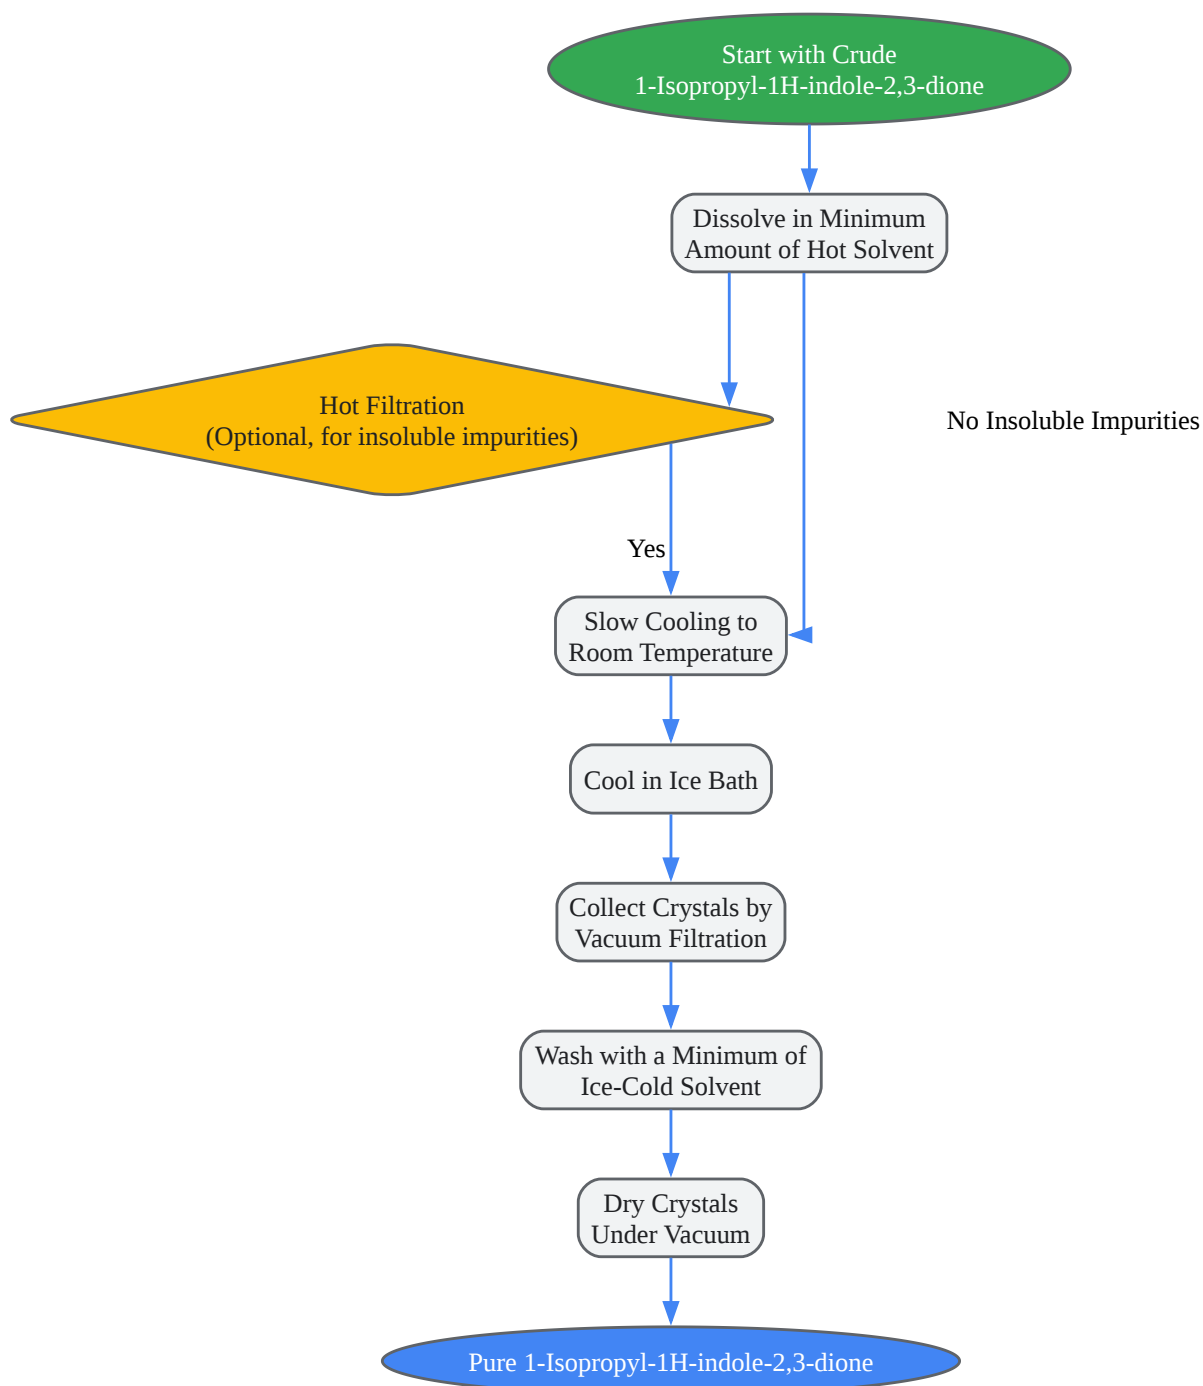 Start with Crude
1-Isopropyl-1H-indole-2,3-dione
Dissolve in Minimum
Amount of Hot Solvent
Hot Filtration
(Optional, for insoluble impurities)
No Insoluble Impurities
Yes
Slow Cooling to
Room Temperature
Cool in Ice Bath
Collect Crystals by
Vacuum Filtration
Wash with a Minimum of
Ice-Cold Solvent
Dry Crystals
Under Vacuum
Pure 1-Isopropyl-1H-indole-2,3-dione